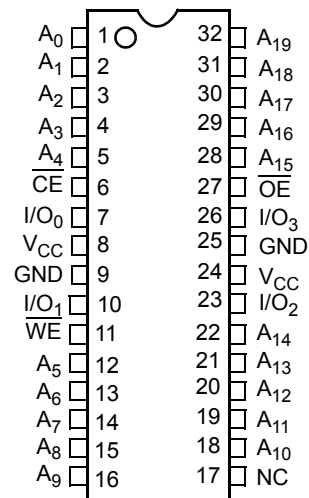 A0 1 32 A19
A1 2 31 A18
A2 3 30 A17
A3 4 29 A16
A4 5 28 A15
CE 6 27 OE
I/O0 7 26 I/O3
VCC 8 25 GND
GND 9 24 VCC
I/O1 10 23 I/O2
WE 11 22 A14
A5 12 21 A13
A6 13 20 A12
A7 14 19 A11
A8 15 18 A10
A9 16 17 NC